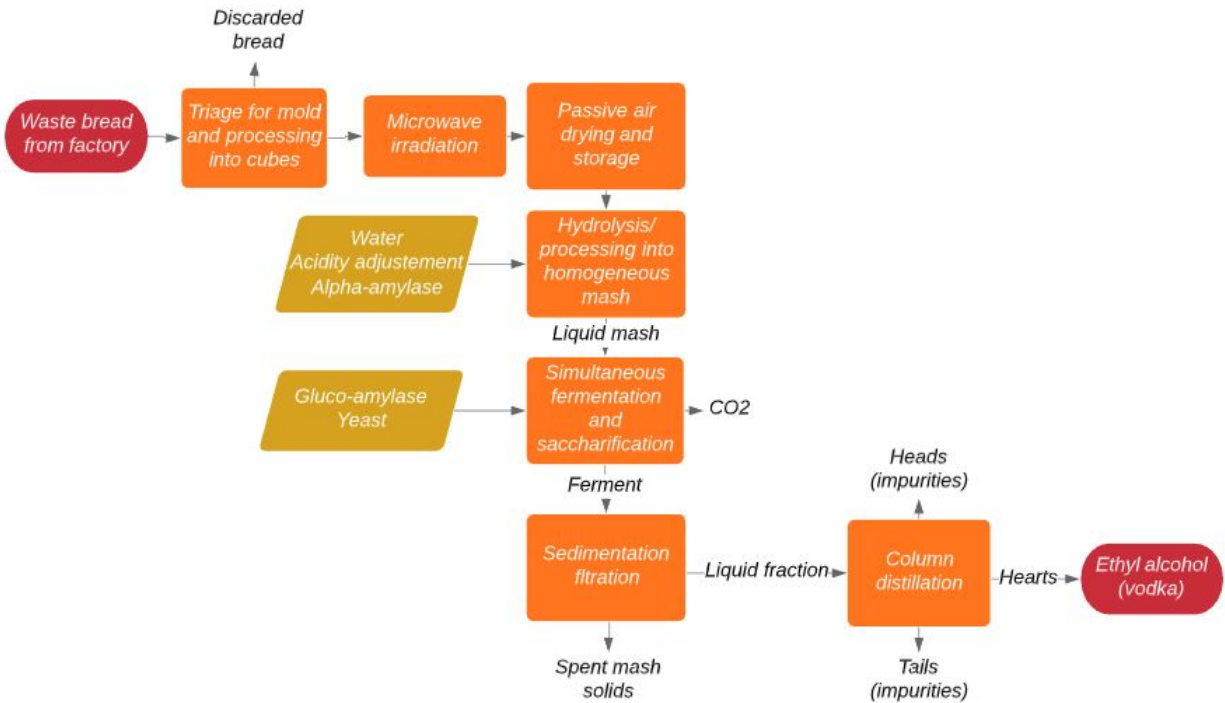 Discarded
bread
Waste bread
from factory
Triage for mold
and processing
into cubes
Microwave
irradiation
Passive air
drying and
storage
Water
Acidity adjustement
Alpha-amylase
Hydrolysis/
processing into
homogeneous
mash
Liquid mash
Gluco-amylase
Yeast
Simultaneous
fermentation
and
saccharification
CO2
Ferment
Sedimentation
fltration
Spent mash
solids
Liquid fraction
Heads
(impurities)
Column
distillation
Tails
(impurities)
Hearts
Ethyl alcohol
(vodka)